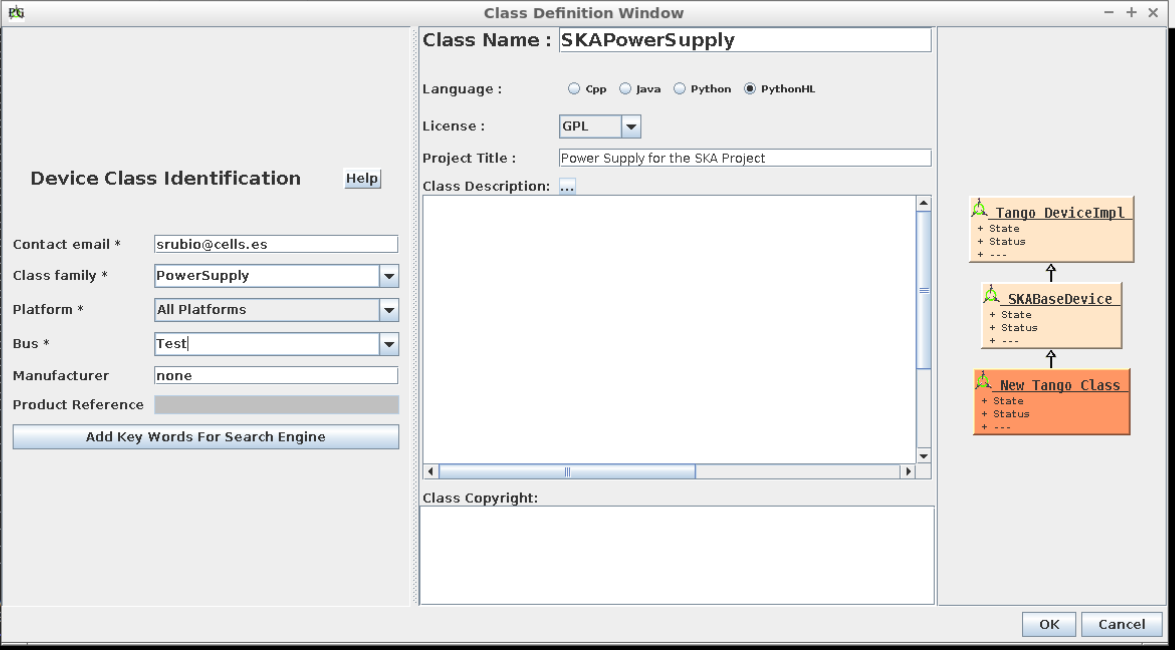 PG
Class Definition Window
Device Class Identification
Help
Contact email *
srubio@cells.es
Class family *
PowerSupply
Platform *
All Platforms
Bus *
Test
Manufacturer
none
Product Reference
Add Key Words For Search Engine
Class Name :
SKAPowerSupply
Language :
Cpp
Java
Python
PythonHL
License :
GPL
Project Title :
Power Supply for the SKA Project
Class Description:
...
Class Copyright:
Tango DeviceImpl
+ State
+ Status
+ ---
SKABaseDevice
+ State
+ Status
+ ---
New Tango Class
+ State
+ Status
+ ---
OK
Cancel